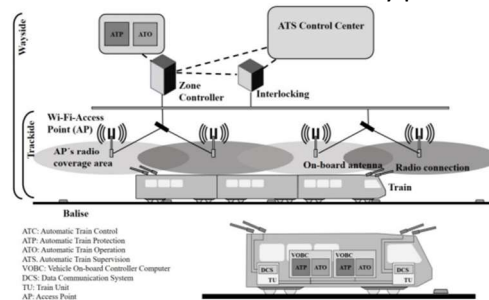 Wayside
Trackide
ATP
ATO
ATS Control Center
Zone
Controller
Interlocking
Wi-Fi-Access
Point (AP)
AP's radio
coverage area
On-board antenna
Radio connection
Train
Balise
ATC: Automatic Train Control
ATP: Automatic Train Protection
ATO: Automatic Train Operation
ATS. Automatic Train Supervision
VOBC: Vehicle On-board Controller Computer
DCS: Data Communication System
TU: Train Unit
AP: Access Point
VOBC
VOBC
DCS
ATP
ATO
ATP
ATO
DCS
TU
TU